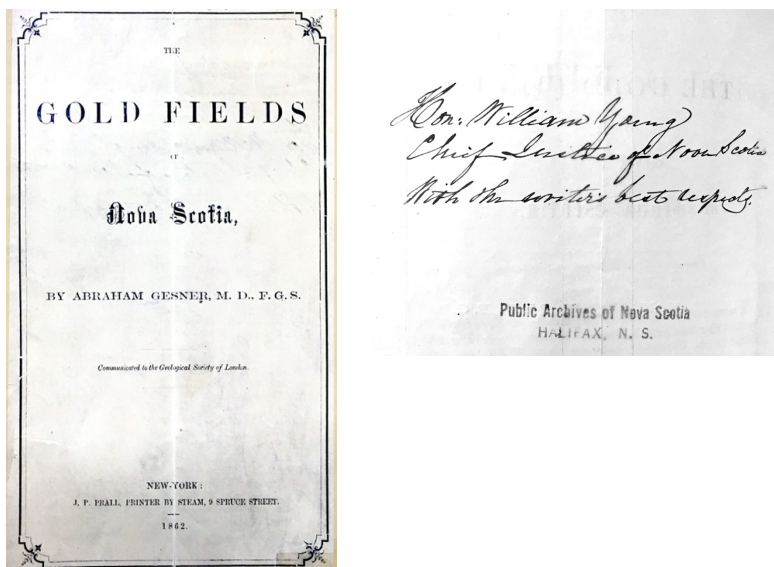 THE
GOLD FIELDS
OF
Nova Scotia,
BY ABRAHAM GESNER, M. D., F. G. S.
Communicated to the Geological Society of London.
NEW-YORK:
J. P. PRALL, PRINTER BY STEAM, 9 SPRUCE STREET.
1862.
Hon: William Young
Chief Justice of Nova Scotia
With the writer's best respects.
Public Archives of Nova Scotia
HALIFAX, N. S.